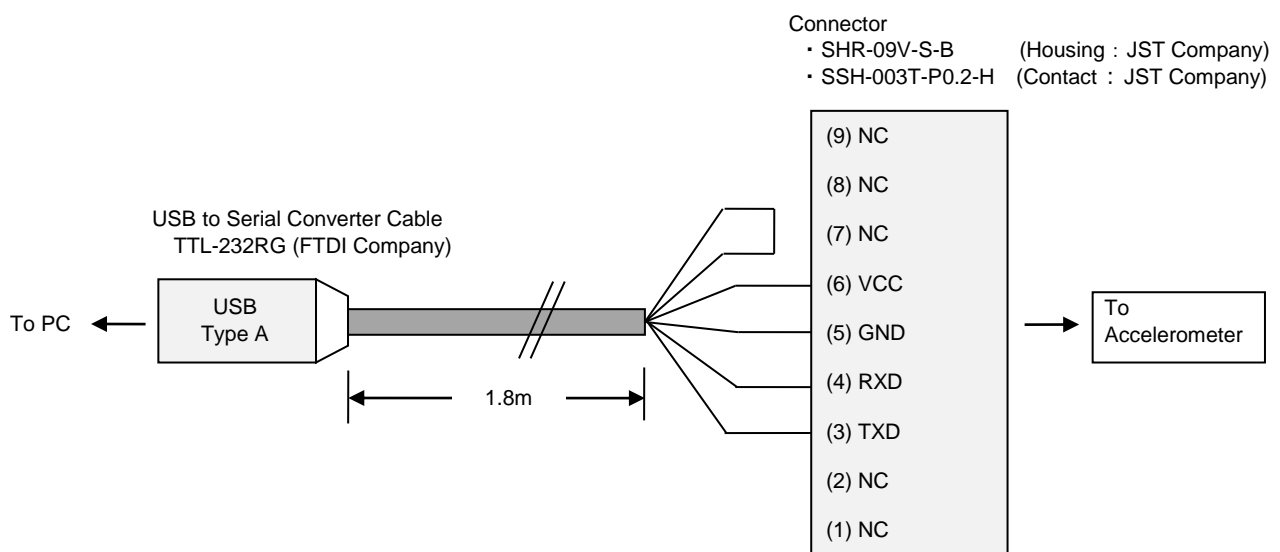 Connector
・SHR-09V-S-B (Housing : JST Company)
・SSH-003T-P0.2-H (Contact : JST Company)
(9) NC
(8) NC
USB to Serial Converter Cable
TTL-232RG (FTDI Company)
(7) NC
(6) VCC
To PC
USB
Type A
(5) GND
To
Accelerometer
(4) RXD
1.8m
(3) TXD
(2) NC
(1) NC